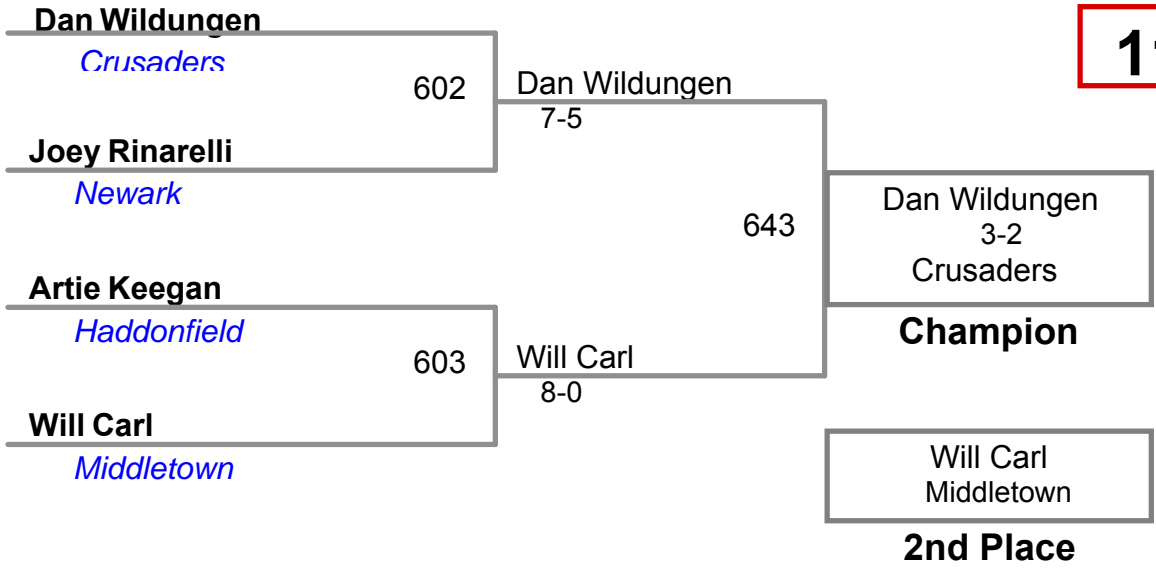 Dan Wildungen
Crusaders
602
Dan Wildungen
7-5
Joey Rinarelli
Newark
643
Dan Wildungen
3-2
Crusaders
Champion
Artie Keegan
Haddonfield
603
Will Carl
8-0
Will Carl
Middletown
Will Carl
Middletown
2nd Place